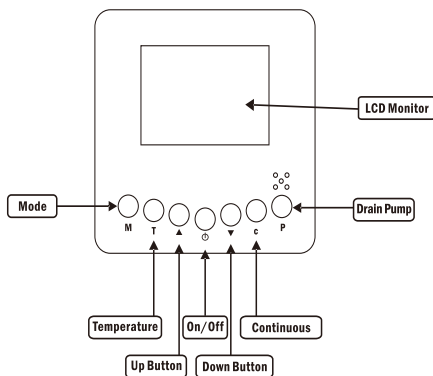 LCD Monitor
Mode
Drain Pump
M T ▲ ▼ c P
Temperature
On/Off
Continuous
Up Button
Down Button